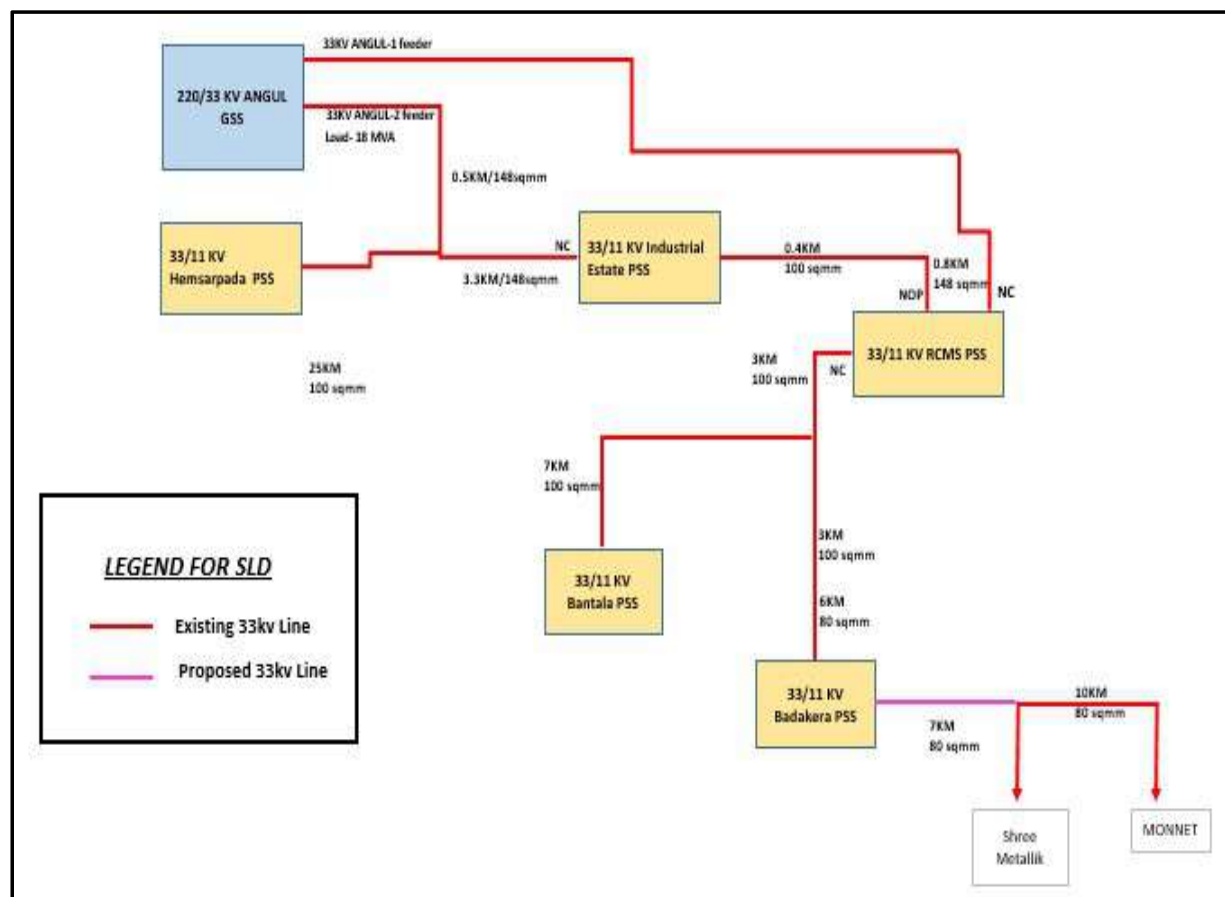 33KV ANGUL-1 feeder
220/33 KV ANGUL
GSS
33KV ANGUL-2 feeder
Load- 18 MVA
0.5KM/148sqmm
33/11 KV
Hemsarpada PSS
NC
3.3KM/148sqmm
33/11 KV Industrial
Estate PSS
0.4KM
100 sqmm
0.8KM
148 sqmm
NOP
NC
33/11 KV RCMS PSS
3KM
100 sqmm
NC
25KM
100 sqmm
7KM
100 sqmm
33/11 KV
Bantala PSS
3KM
100 sqmm
6KM
80 sqmm
33/11 KV
Badakera PSS
7KM
80 sqmm
10KM
80 sqmm
Shree
Metallik
MONNET
LEGEND FOR SLD
Existing 33kv Line
Proposed 33kv Line